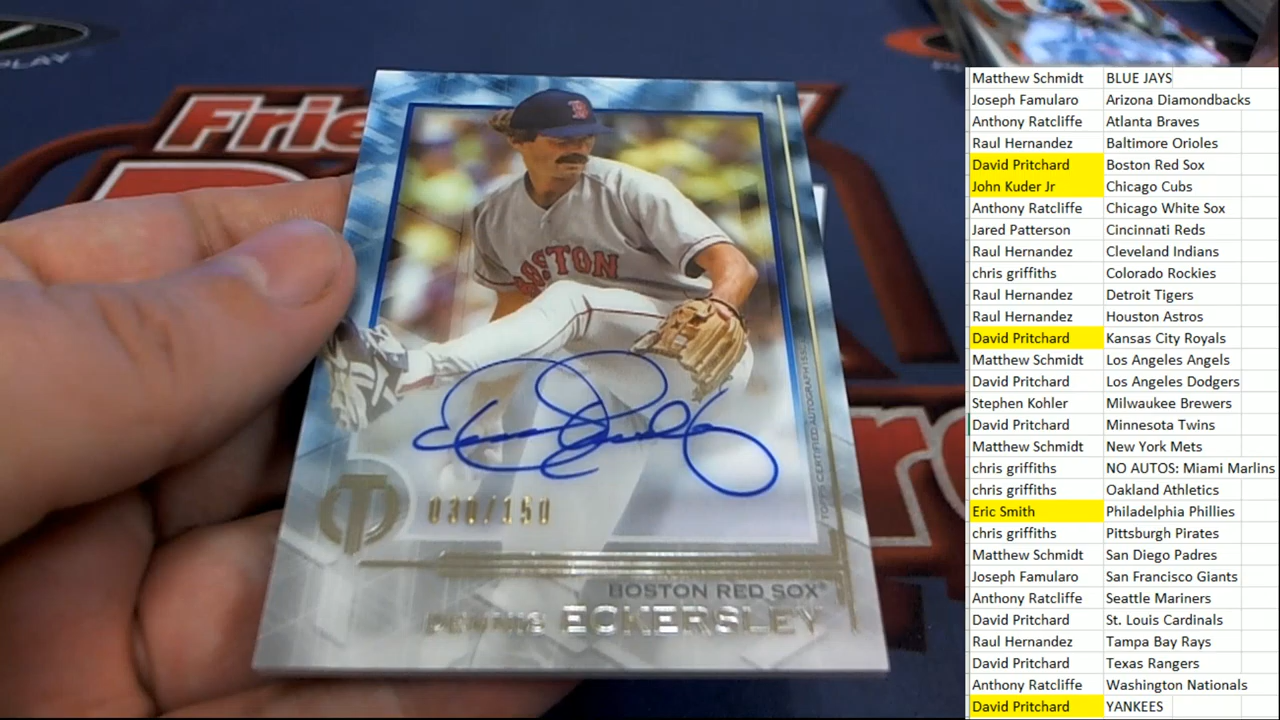 PLAY
Frie
BOSTON
TOPPS CERTIFIED AUTOGRAPH ISSUE
030/150
BOSTON RED SOX
DENNIS ECKERSLEY
Matthew Schmidt BLUE JAYS
Joseph Famularo Arizona Diamondbacks
Anthony Ratcliffe Atlanta Braves
Raul Hernandez Baltimore Orioles
David Pritchard Boston Red Sox
John Kuder Jr Chicago Cubs
Anthony Ratcliffe Chicago White Sox
Jared Patterson Cincinnati Reds
Raul Hernandez Cleveland Indians
chris griffiths Colorado Rockies
Raul Hernandez Detroit Tigers
Raul Hernandez Houston Astros
David Pritchard Kansas City Royals
Matthew Schmidt Los Angeles Angels
David Pritchard Los Angeles Dodgers
Stephen Kohler Milwaukee Brewers
David Pritchard Minnesota Twins
Matthew Schmidt New York Mets
chris griffiths NO AUTOS: Miami Marlins
chris griffiths Oakland Athletics
Eric Smith Philadelphia Phillies
chris griffiths Pittsburgh Pirates
Matthew Schmidt San Diego Padres
Joseph Famularo San Francisco Giants
Anthony Ratcliffe Seattle Mariners
David Pritchard St. Louis Cardinals
Raul Hernandez Tampa Bay Rays
David Pritchard Texas Rangers
Anthony Ratcliffe Washington Nationals
David Pritchard YANKEES